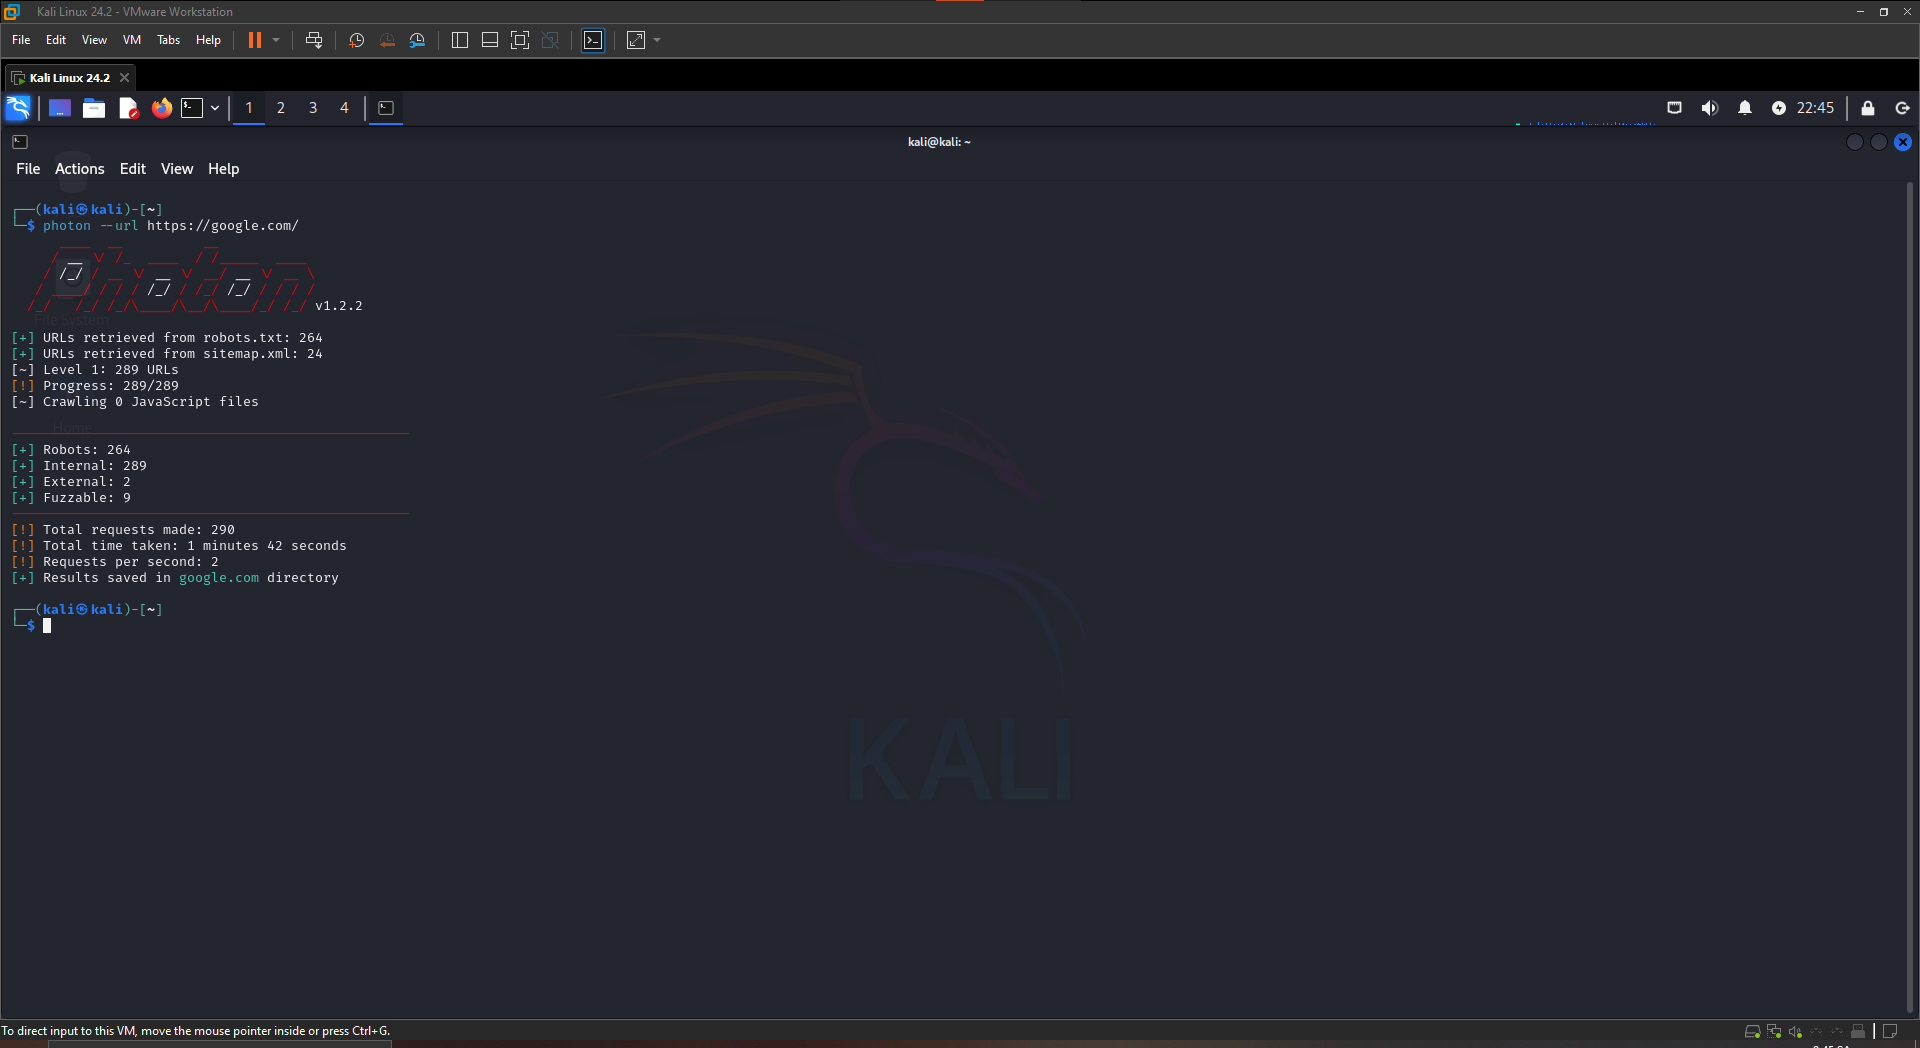 Kali Linux 24.2 - VMware Workstation
File Edit View VM Tabs Help
Kali Linux 24.2
1 2 3 4
22:45
kali@kali: ~
File Actions Edit View Help
┌──(kali㉿kali)-[~]
└─$ photon --url https://google.com/
v1.2.2
File System
[+] URLs retrieved from robots.txt: 264
[+] URLs retrieved from sitemap.xml: 24
[~] Level 1: 289 URLs
[!] Progress: 289/289
[~] Crawling 0 JavaScript files
Home
[+] Robots: 264
[+] Internal: 289
[+] External: 2
[+] Fuzzable: 9
[!] Total requests made: 290
[!] Total time taken: 1 minutes 42 seconds
[!] Requests per second: 2
[+] Results saved in google.com directory
┌──(kali㉿kali)-[~]
└─$
KALI
To direct input to this VM, move the mouse pointer inside or press Ctrl+G.